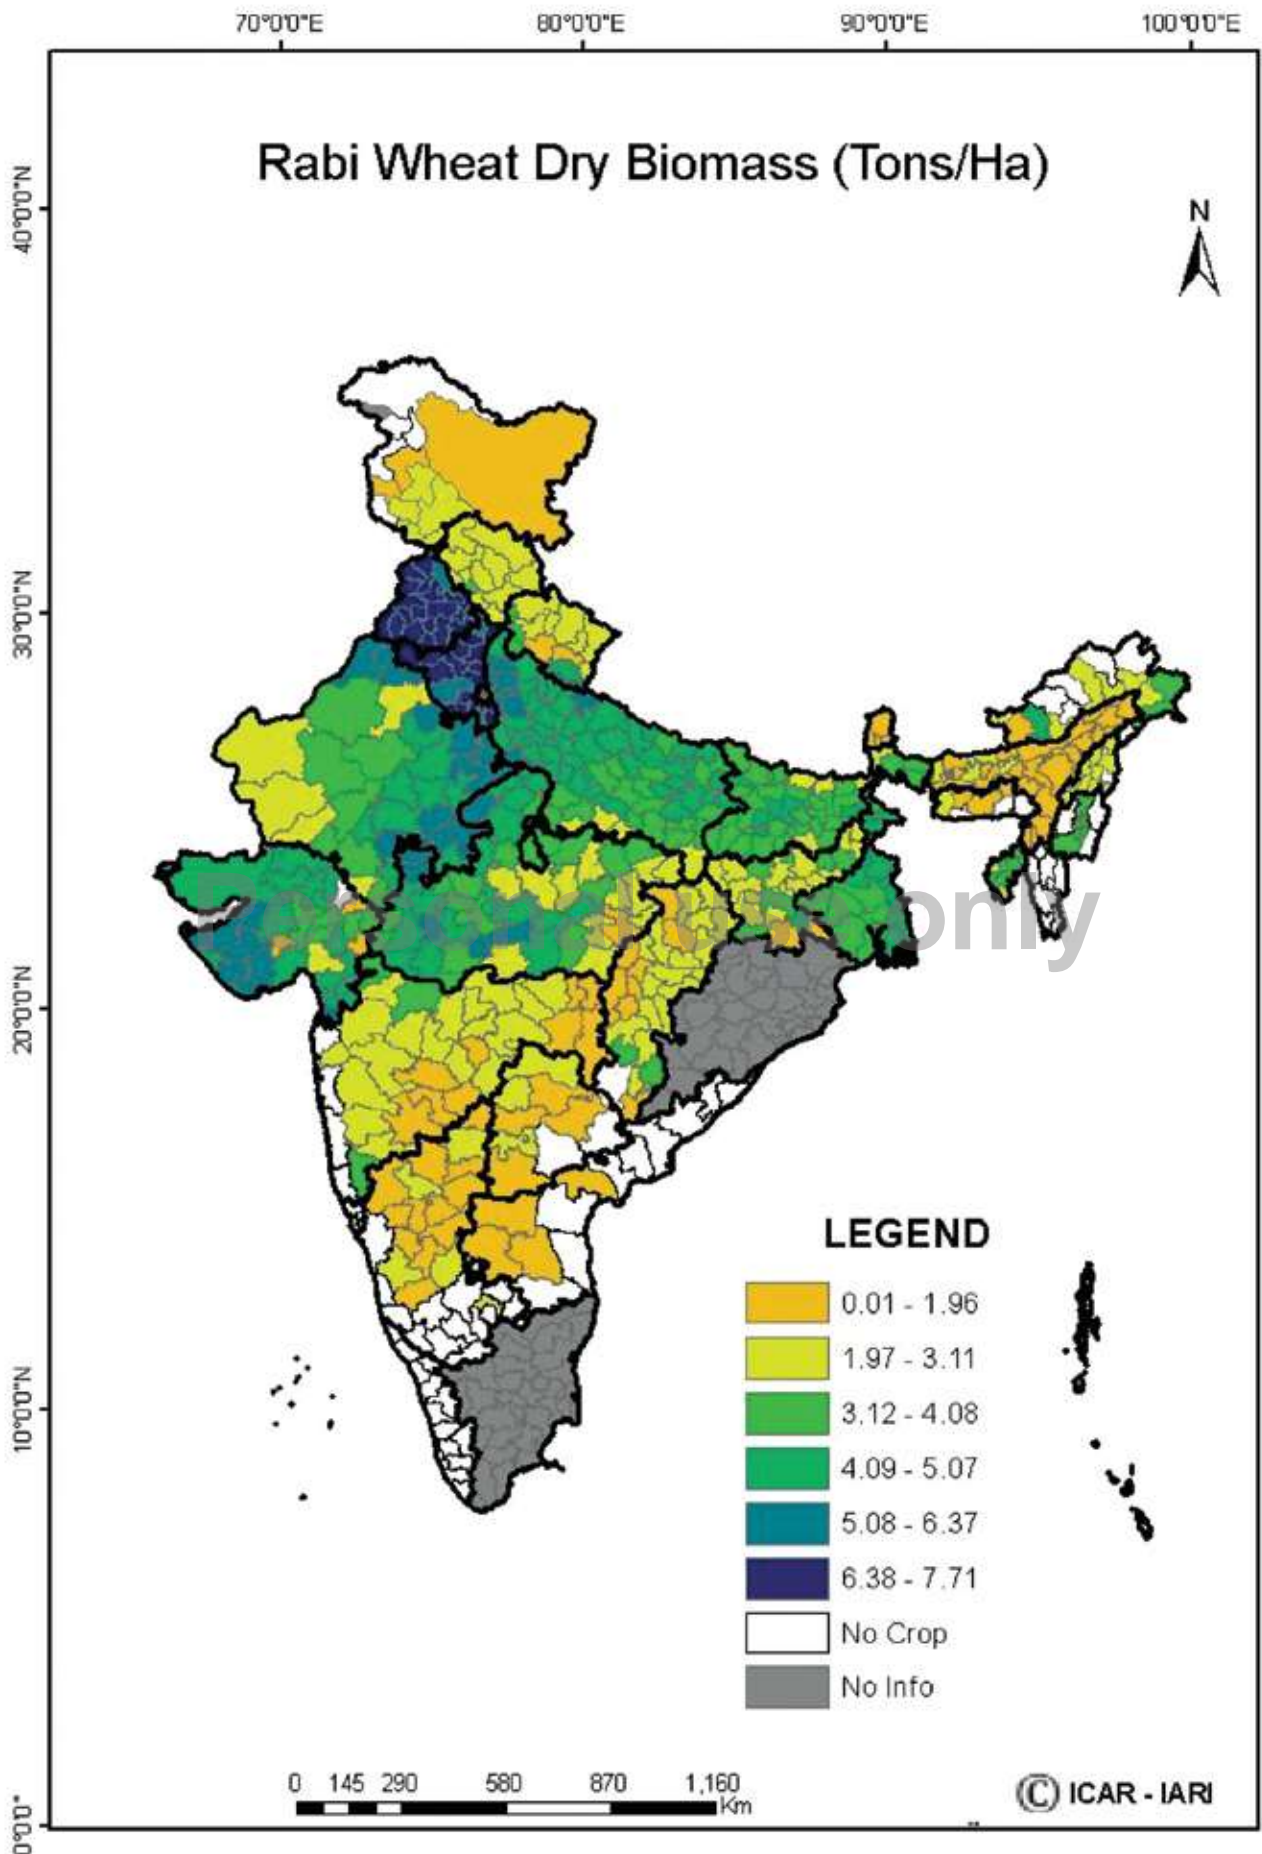 70°0'0"E 80°0'0"E 90°0'0"E 100°0'0"E
Rabi Wheat Dry Biomass (Tons/Ha)
N
40°0'0"N
30°0'0"N
20°0'0"N
10°0'0"N
only
LEGEND
0.01 - 1.96
1.97 - 3.11
3.12 - 4.08
4.09 - 5.07
5.08 - 6.37
6.38 - 7.71
No Crop
No Info
0 145 290 580 870 1,160
Km
© ICAR - IARI